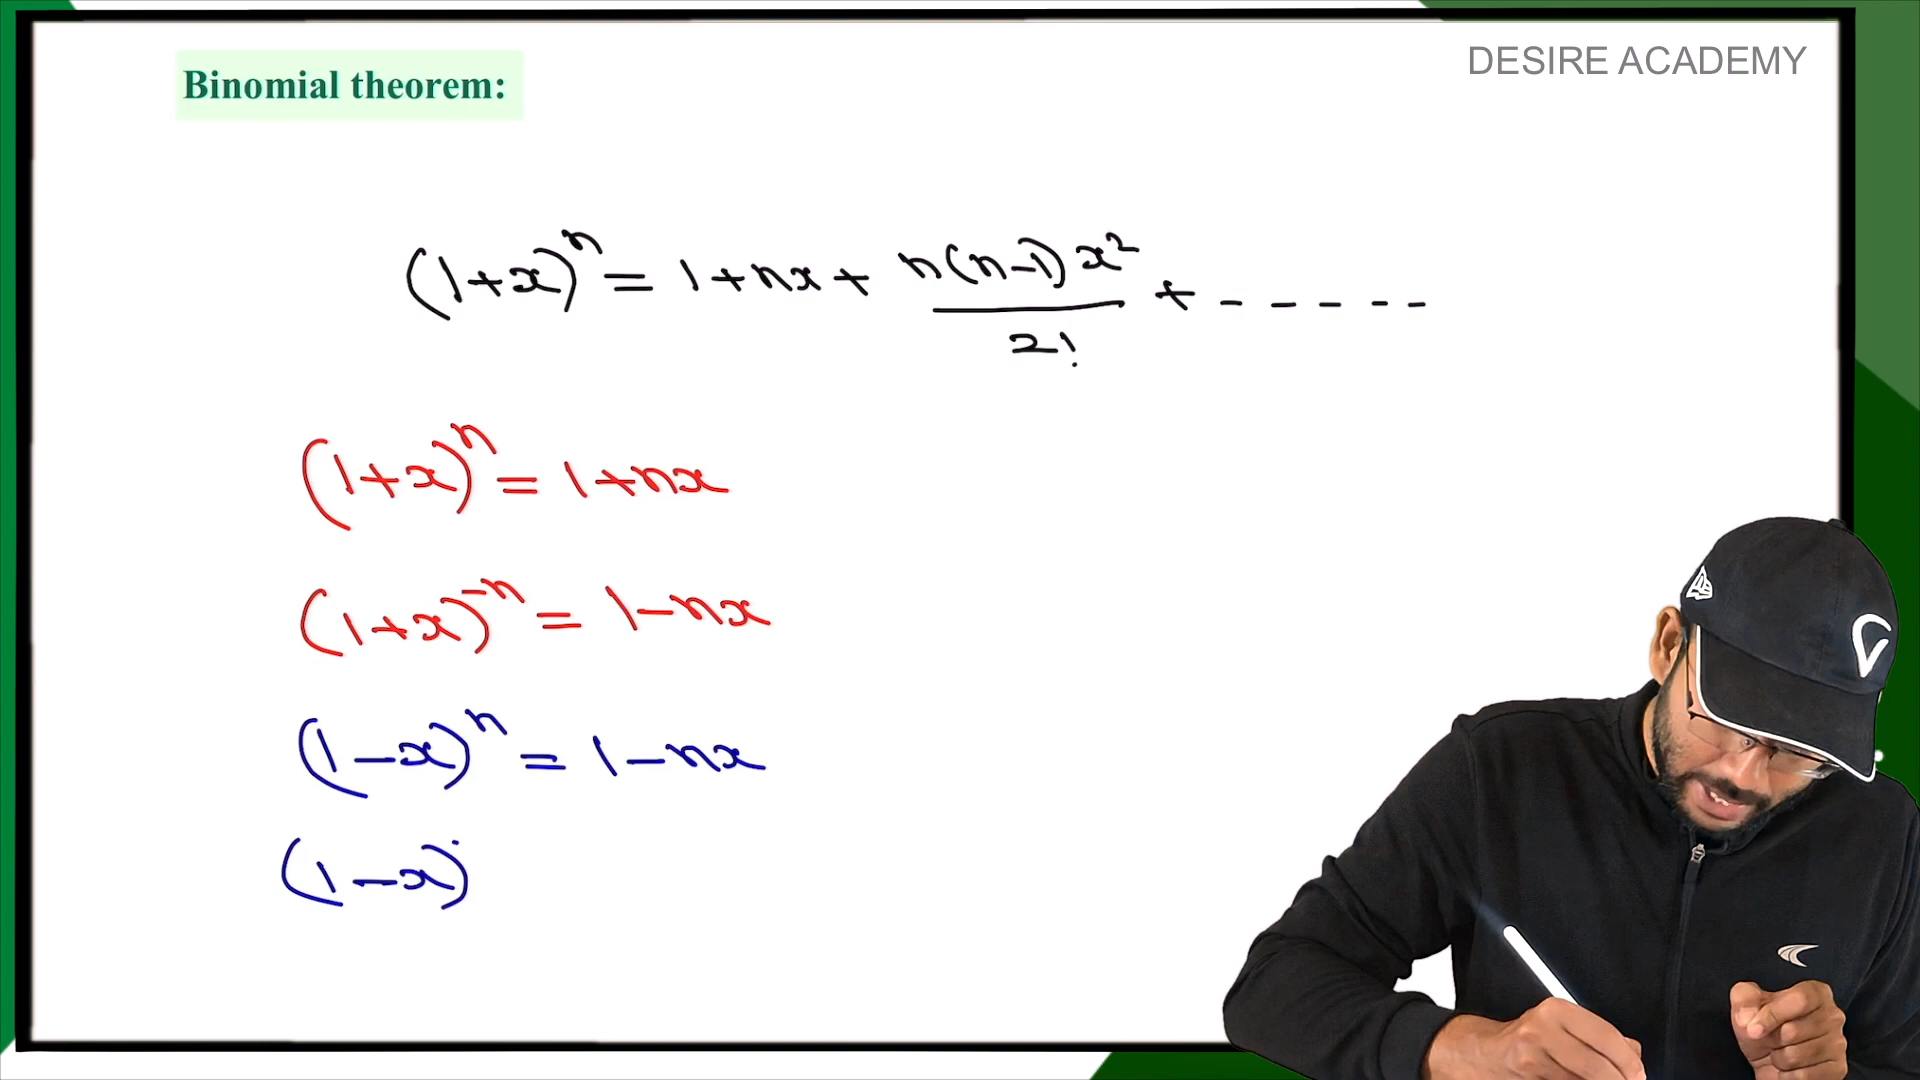 DESIRE ACADEMY
Binomial theorem:
(1+x)ⁿ = 1+nx + n(n-1)x²/2! + - - - - -
(1+x)ⁿ = 1+nx
(1+x)⁻ⁿ = 1-nx
(1-x)ⁿ = 1-nx
(1-x)